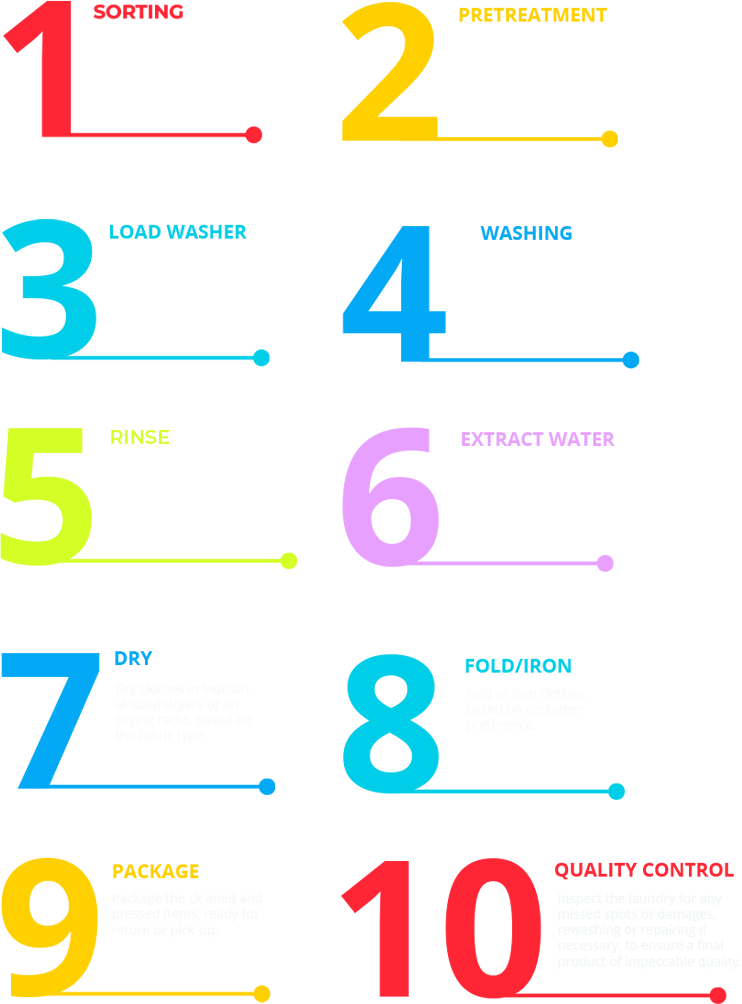 1
SORTING
2
PRETREATMENT
3
LOAD WASHER
4
WASHING
5
RINSE
6
EXTRACT WATER
7
DRY
Dry clothes in industri-
al-sized dryers or on
drying racks, based on
the fabric type.
8
FOLD/IRON
Fold or iron clothes,
based on customer
preference.
9
PACKAGE
Package the cleaned and
pressed items, ready for
return or pick-up.
10
QUALITY CONTROL
Inspect the laundry for any
missed spots or damages,
rewashing or repairing if
necessary, to ensure a final
product of impeccable quality.